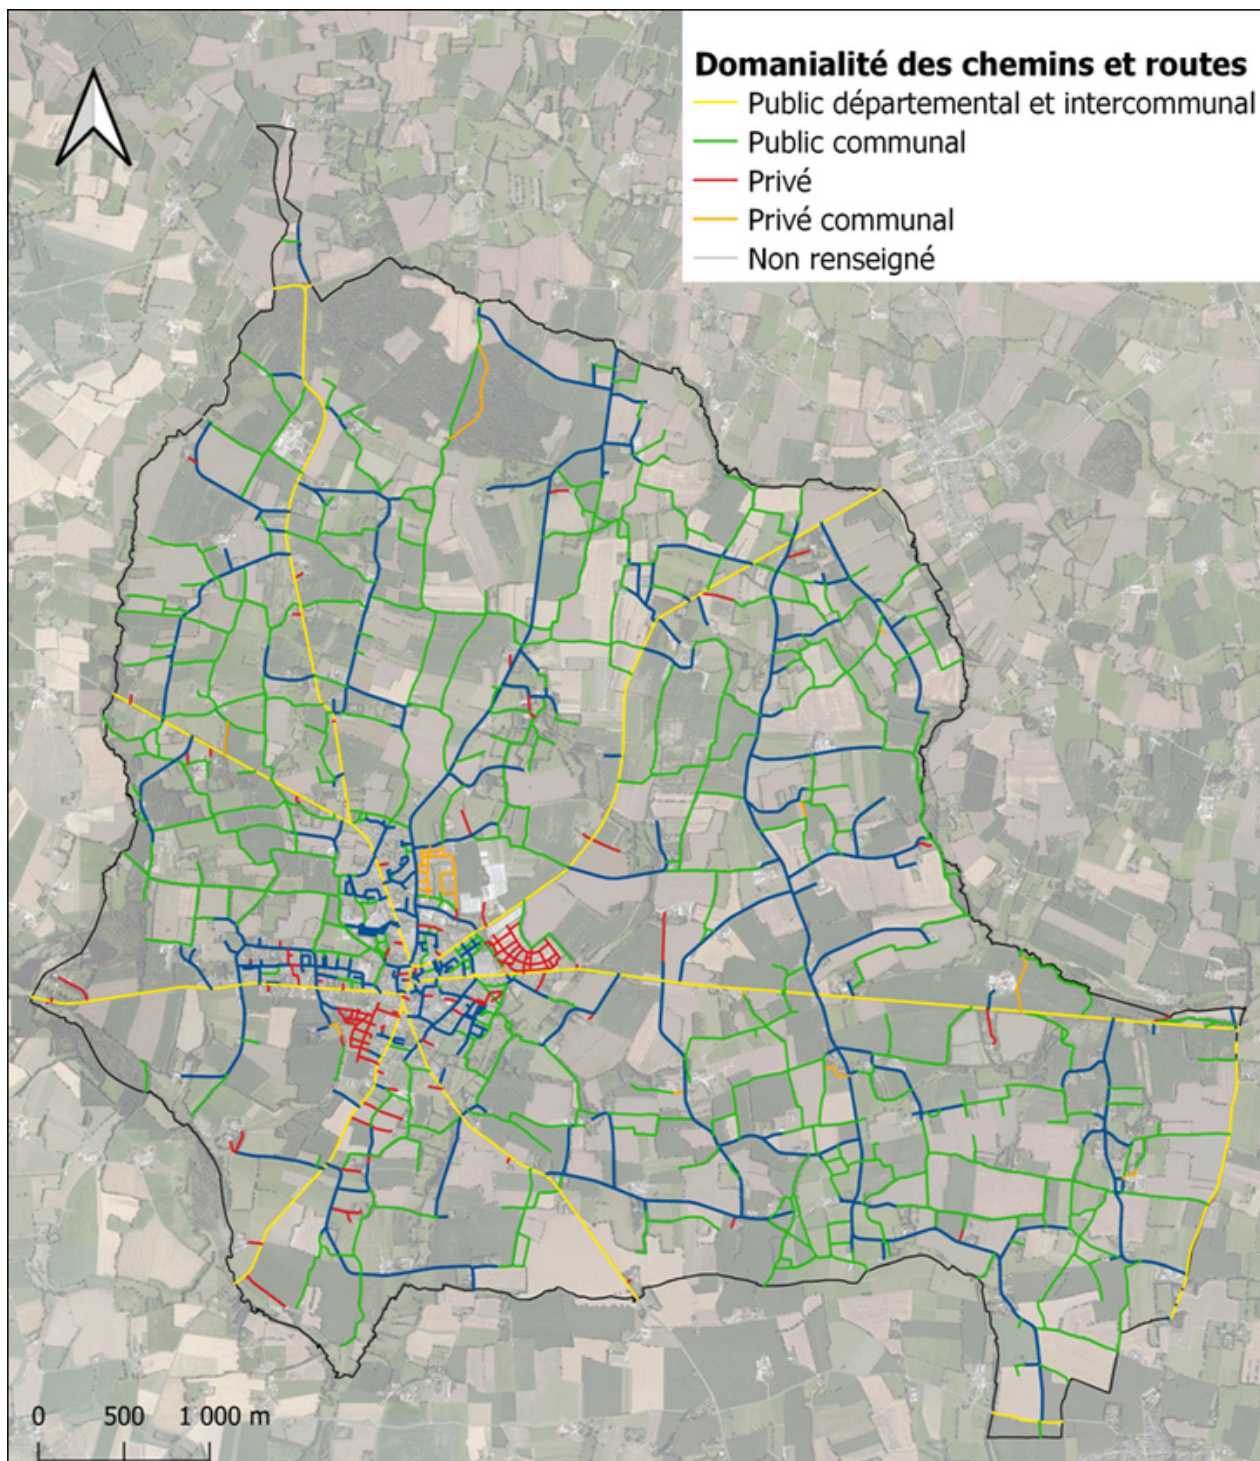 Domanialité des chemins et routes
Public départemental et intercommunal
Public communal
Privé
Privé communal
Non renseigné
0 500 1 000 m